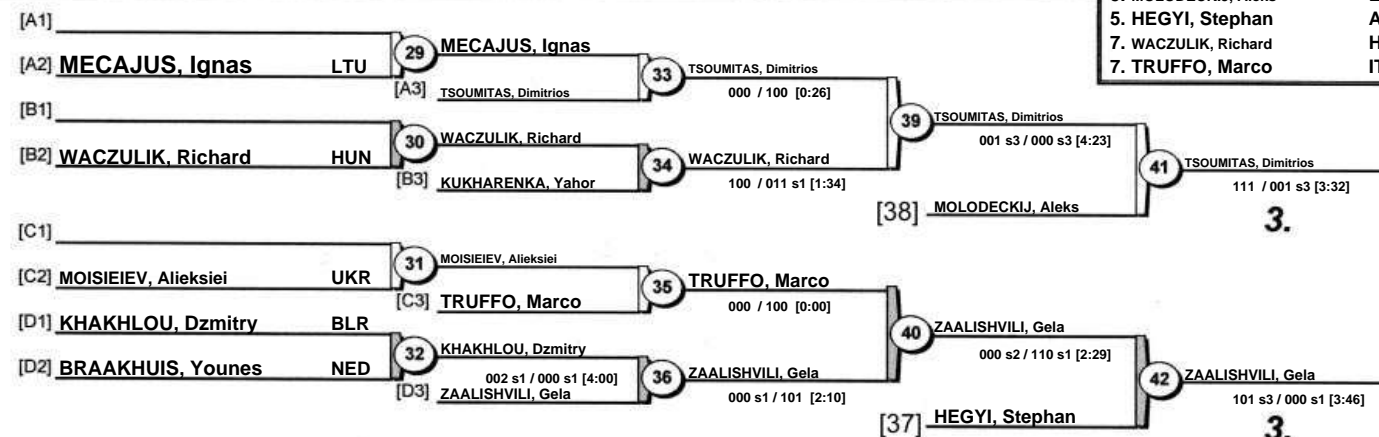 5. HEGYI, Stephan A
7. WACZULIK, Richard H
7. TRUFFO, Marco IT
[A1]
[A2] MECAJUS, Ignas LTU
29 MECAJUS, Ignas
[A3] TSOUMITAS, Dimitrios
33 TSOUMITAS, Dimitrios
000 / 100 [0:26]
[B1]
[B2] WACZULIK, Richard HUN
30 WACZULIK, Richard
[B3] KUKHARENKA, Yahor
34 WACZULIK, Richard
100 / 011 s1 [1:34]
39 TSOUMITAS, Dimitrios
001 s3 / 000 s3 [4:23]
[38] MOLODECKIJ, Aleks
41 TSOUMITAS, Dimitrios
111 / 001 s3 [3:32]
3.
[C1]
[C2] MOISIEIEV, Alieksiei UKR
31 MOISIEIEV, Alieksiei
[C3] TRUFFO, Marco
35 TRUFFO, Marco
000 / 100 [0:00]
[D1] KHAKHLOU, Dzmitry BLR
[D2] BRAAKHUIS, Younes NED
32 KHAKHLOU, Dzmitry
002 s1 / 000 s1 [4:00]
[D3] ZAALISHVILI, Gela
36 ZAALISHVILI, Gela
000 s1 / 101 [2:10]
40 ZAALISHVILI, Gela
000 s2 / 110 s1 [2:29]
[37] HEGYI, Stephan
42 ZAALISHVILI, Gela
101 s3 / 000 s1 [3:46]
3.